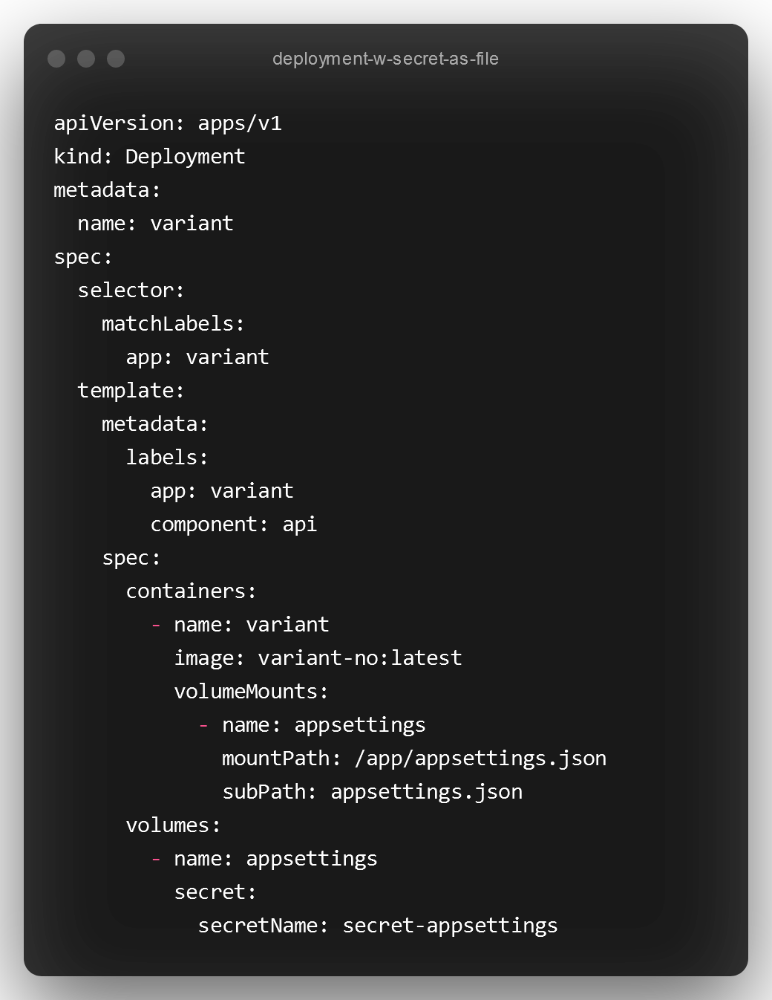 deployment-w-secret-as-file
apiVersion: apps/v1
kind: Deployment
metadata:
  name: variant
spec:
  selector:
    matchLabels:
      app: variant
  template:
    metadata:
      labels:
        app: variant
        component: api
    spec:
      containers:
        - name: variant
          image: variant-no:latest
          volumeMounts:
            - name: appsettings
              mountPath: /app/appsettings.json
              subPath: appsettings.json
      volumes:
        - name: appsettings
          secret:
            secretName: secret-appsettings